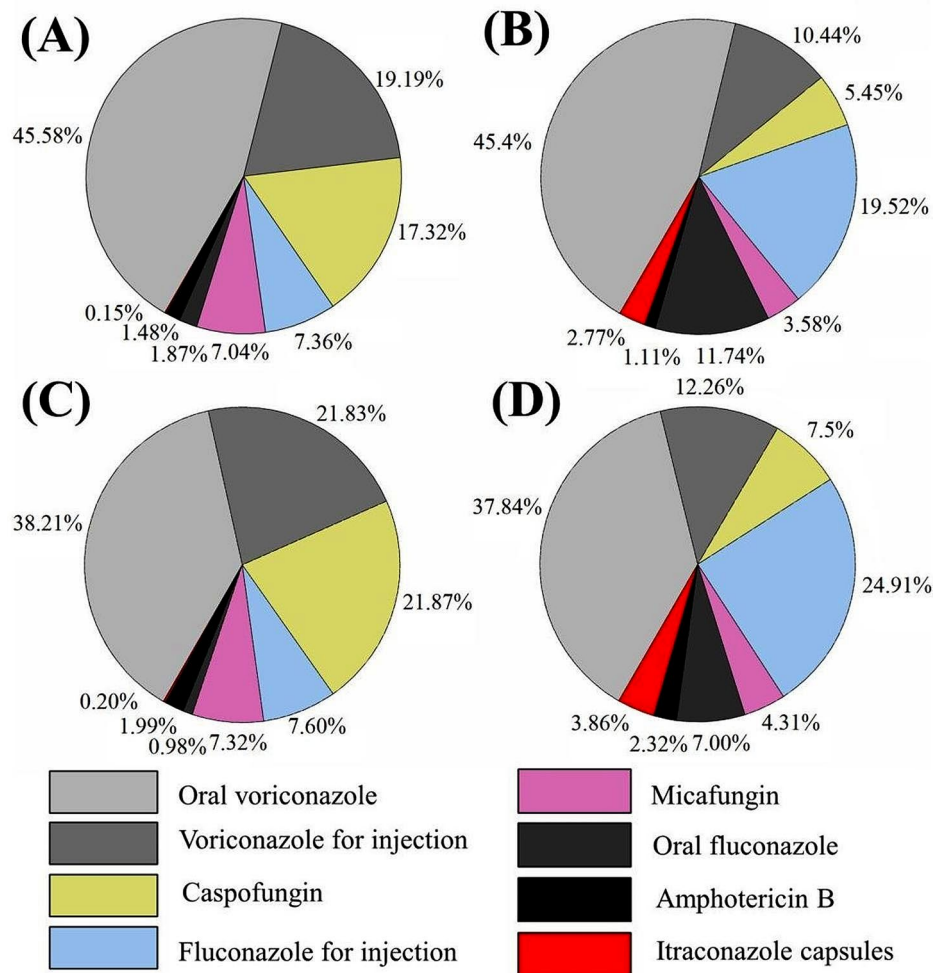 (A)
19.19%
45.58%
17.32%
0.15%
1.48%
1.87%
7.04%
7.36%
(B)
10.44%
5.45%
45.4%
19.52%
2.77%
1.11%
11.74%
3.58%
(C)
21.83%
38.21%
21.87%
0.20%
1.99%
0.98%
7.32%
7.60%
(D)
12.26%
7.5%
37.84%
24.91%
3.86%
2.32%
7.00%
4.31%
Oral voriconazole
Voriconazole for injection
Caspofungin
Fluconazole for injection
Micafungin
Oral fluconazole
Amphotericin B
Itraconazole capsules